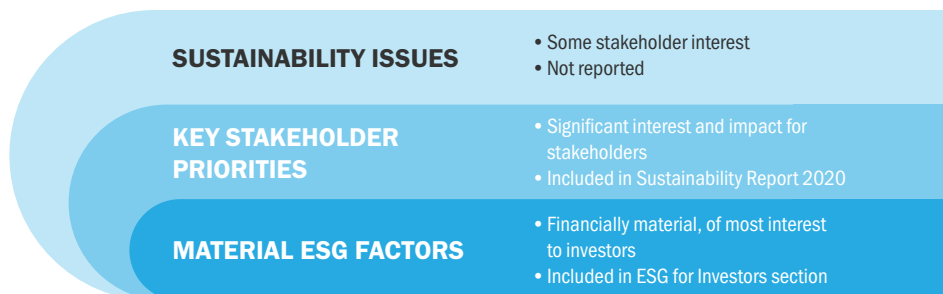 SUSTAINABILITY ISSUES
• Some stakeholder interest
• Not reported
KEY STAKEHOLDER
PRIORITIES
• Significant interest and impact for
stakeholders
• Included in Sustainability Report 2020
MATERIAL ESG FACTORS
• Financially material, of most interest
to investors
• Included in ESG for Investors section